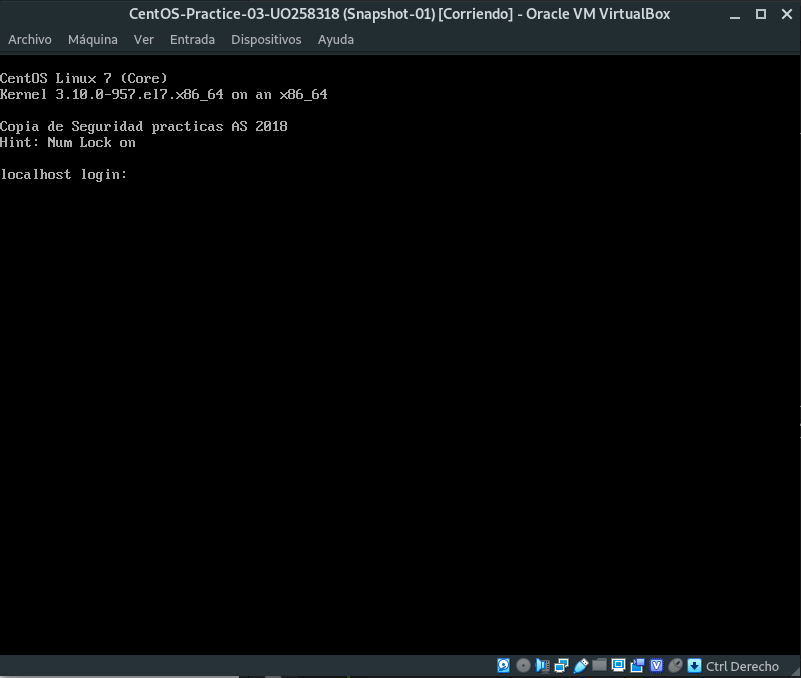 CentOS-Practice-03-UO258318 (Snapshot-01) [Corriendo] - Oracle VM VirtualBox
Archivo Máquina Ver Entrada Dispositivos Ayuda
CentOS Linux 7 (Core)
Kernel 3.10.0-957.el7.x86_64 on an x86_64
Copia de Seguridad practicas AS 2018
Hint: Num Lock on
localhost login:
Ctrl Derecho